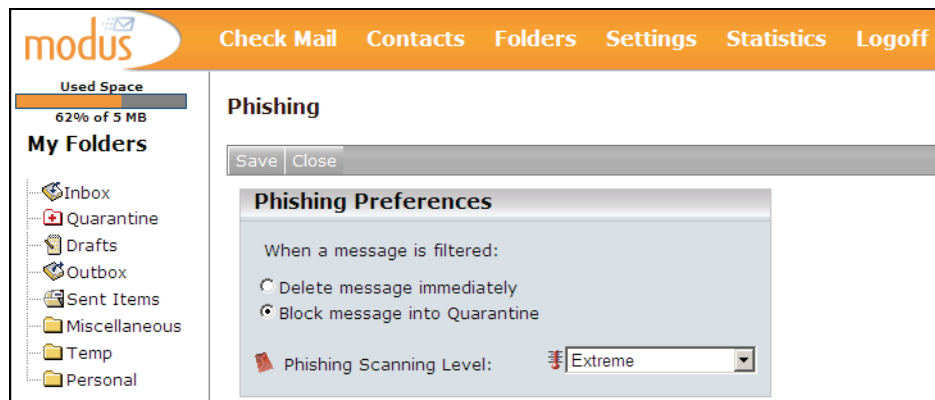 modus
Check Mail Contacts Folders Settings Statistics Logoff
Used Space
62% of 5 MB
My Folders
Inbox
Quarantine
Drafts
Outbox
Sent Items
Miscellaneous
Temp
Personal
Phishing
Save Close
Phishing Preferences
When a message is filtered:
Delete message immediately
Block message into Quarantine
Phishing Scanning Level: Extreme